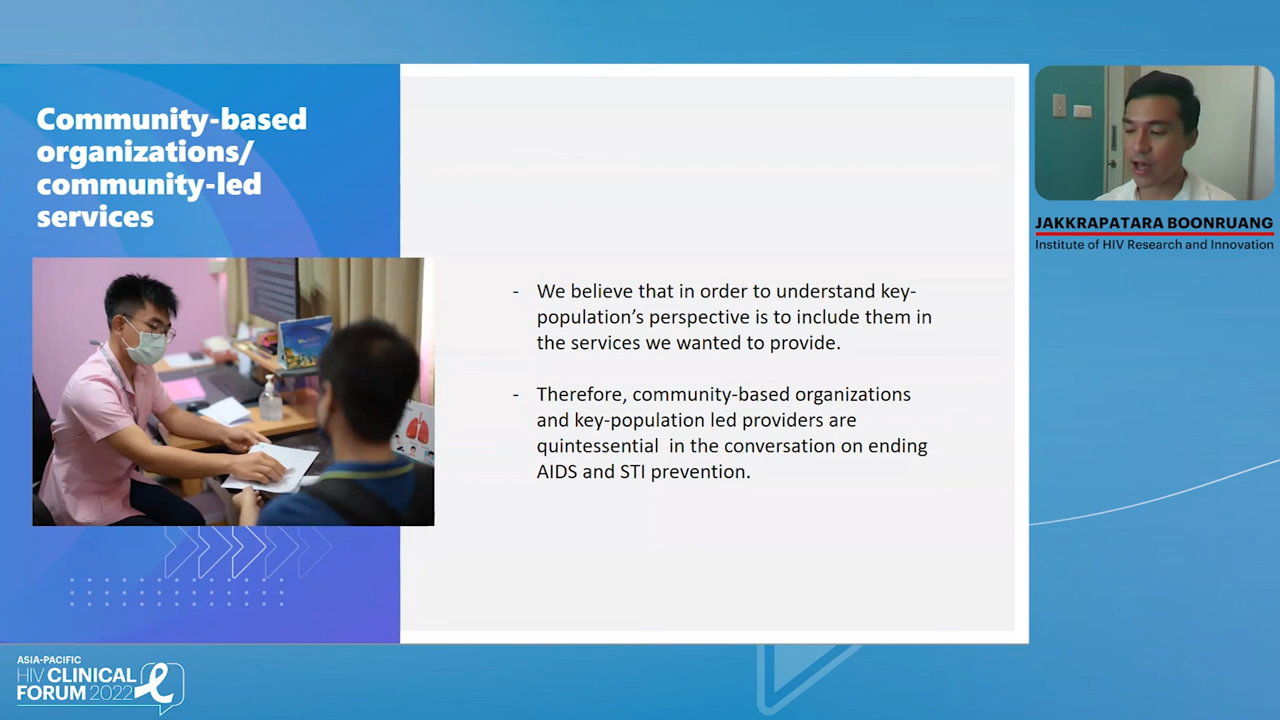 Community-based
organizations/
community-led
services
- We believe that in order to understand key-
population’s perspective is to include them in
the services we wanted to provide.
- Therefore, community-based organizations
and key-population led providers are
quintessential  in the conversation on ending
AIDS and STI prevention.
JAKKRAPATARA BOONRUANG
Institute of HIV Research and Innovation
ASIA-PACIFIC
HIV CLINICAL
FORUM 2022